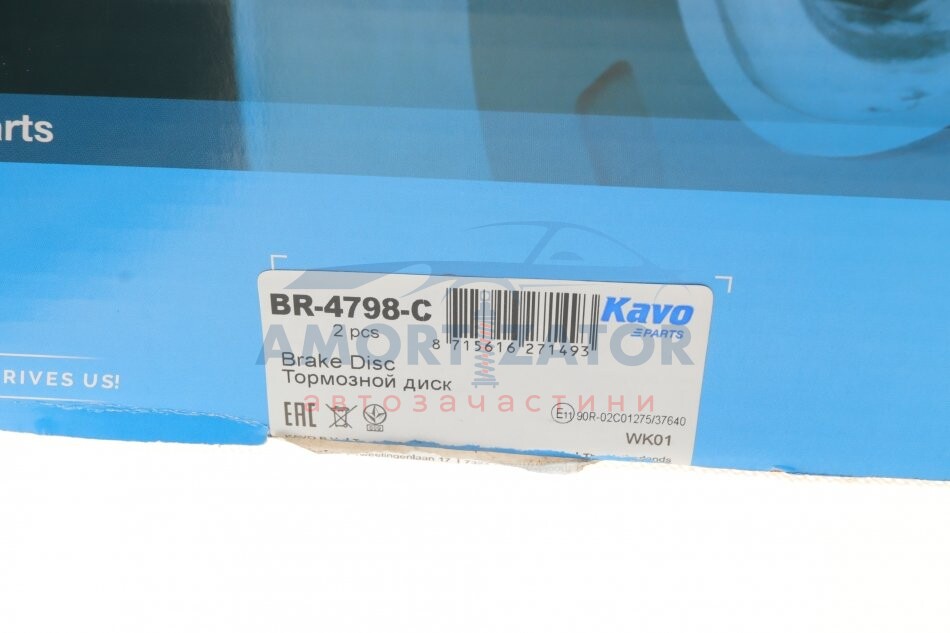 arts
RIVES US!
BR-4798-C
2 pcs
8 715616 271493
Kavo
PARTS
Brake Disc
Тормозной диск
EAC
E11 90R-02C01275/37640
WK01
AMORTIZATOR
автозапчастини